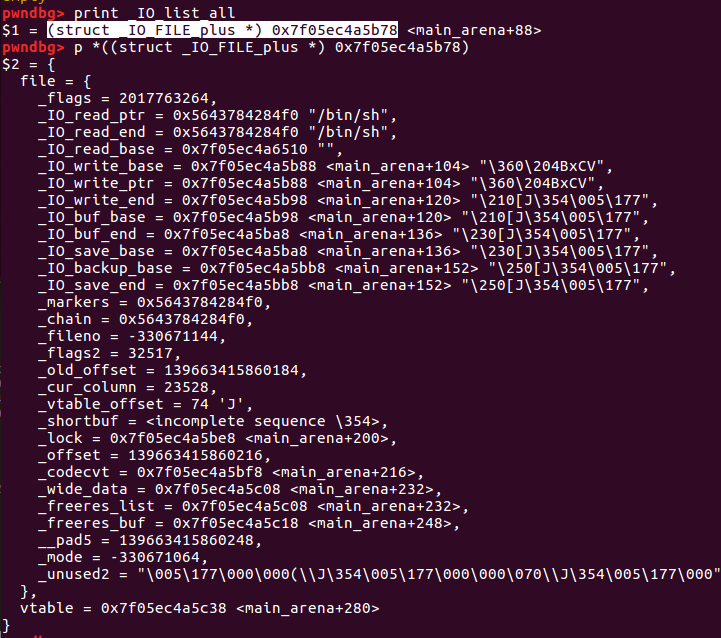 pwndbg> print _IO_list_all
$1 = (struct _IO_FILE_plus *) 0x7f05ec4a5b78 <main_arena+88>
pwndbg> p *((struct _IO_FILE_plus *) 0x7f05ec4a5b78)
$2 = {
  file = {
    _flags = 2017763264,
    _IO_read_ptr = 0x5643784284f0 "/bin/sh",
    _IO_read_end = 0x5643784284f0 "/bin/sh",
    _IO_read_base = 0x7f05ec4a6510 "",
    _IO_write_base = 0x7f05ec4a5b88 <main_arena+104> "\360\204BxCV",
    _IO_write_ptr = 0x7f05ec4a5b88 <main_arena+104> "\360\204BxCV",
    _IO_write_end = 0x7f05ec4a5b98 <main_arena+120> "\210[J\354\005\177",
    _IO_buf_base = 0x7f05ec4a5b98 <main_arena+120> "\210[J\354\005\177",
    _IO_buf_end = 0x7f05ec4a5ba8 <main_arena+136> "\230[J\354\005\177",
    _IO_save_base = 0x7f05ec4a5ba8 <main_arena+136> "\230[J\354\005\177",
    _IO_backup_base = 0x7f05ec4a5bb8 <main_arena+152> "\250[J\354\005\177",
    _IO_save_end = 0x7f05ec4a5bb8 <main_arena+152> "\250[J\354\005\177",
    _markers = 0x5643784284f0,
    _chain = 0x5643784284f0,
    _fileno = -330671144,
    _flags2 = 32517,
    _old_offset = 139663415860184,
    _cur_column = 23528,
    _vtable_offset = 74 'J',
    _shortbuf = <incomplete sequence \354>,
    _lock = 0x7f05ec4a5be8 <main_arena+200>,
    _offset = 139663415860216,
    _codecvt = 0x7f05ec4a5bf8 <main_arena+216>,
    _wide_data = 0x7f05ec4a5c08 <main_arena+232>,
    _freeres_list = 0x7f05ec4a5c08 <main_arena+232>,
    _freeres_buf = 0x7f05ec4a5c18 <main_arena+248>,
    __pad5 = 139663415860248,
    _mode = -330671064,
    _unused2 = "\005\177\000\000(\\J\354\005\177\000\000\070\\J\354\005\177\000"
  },
  vtable = 0x7f05ec4a5c38 <main_arena+280>
}